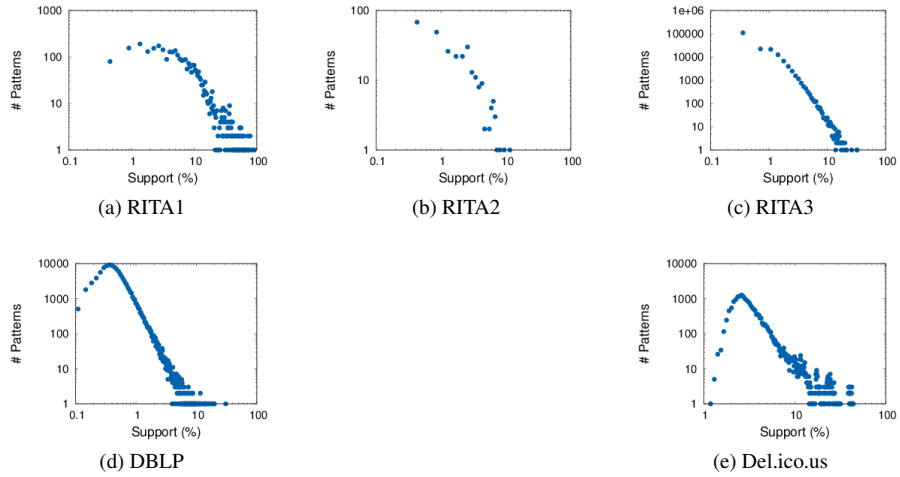 1000
100
10
1
0.1 1 10 100
# Patterns
Support (%)
(a) RITA1
100
10
1
0.1 1 10 100
# Patterns
Support (%)
(b) RITA2
1e+06
100000
10000
1000
100
10
1
0.1 1 10 100
# Patterns
Support (%)
(c) RITA3
10000
1000
100
10
1
0.1 1 10 100
# Patterns
Support (%)
(d) DBLP
10000
1000
100
10
1
1 10 100
# Patterns
Support (%)
(e) Del.ico.us